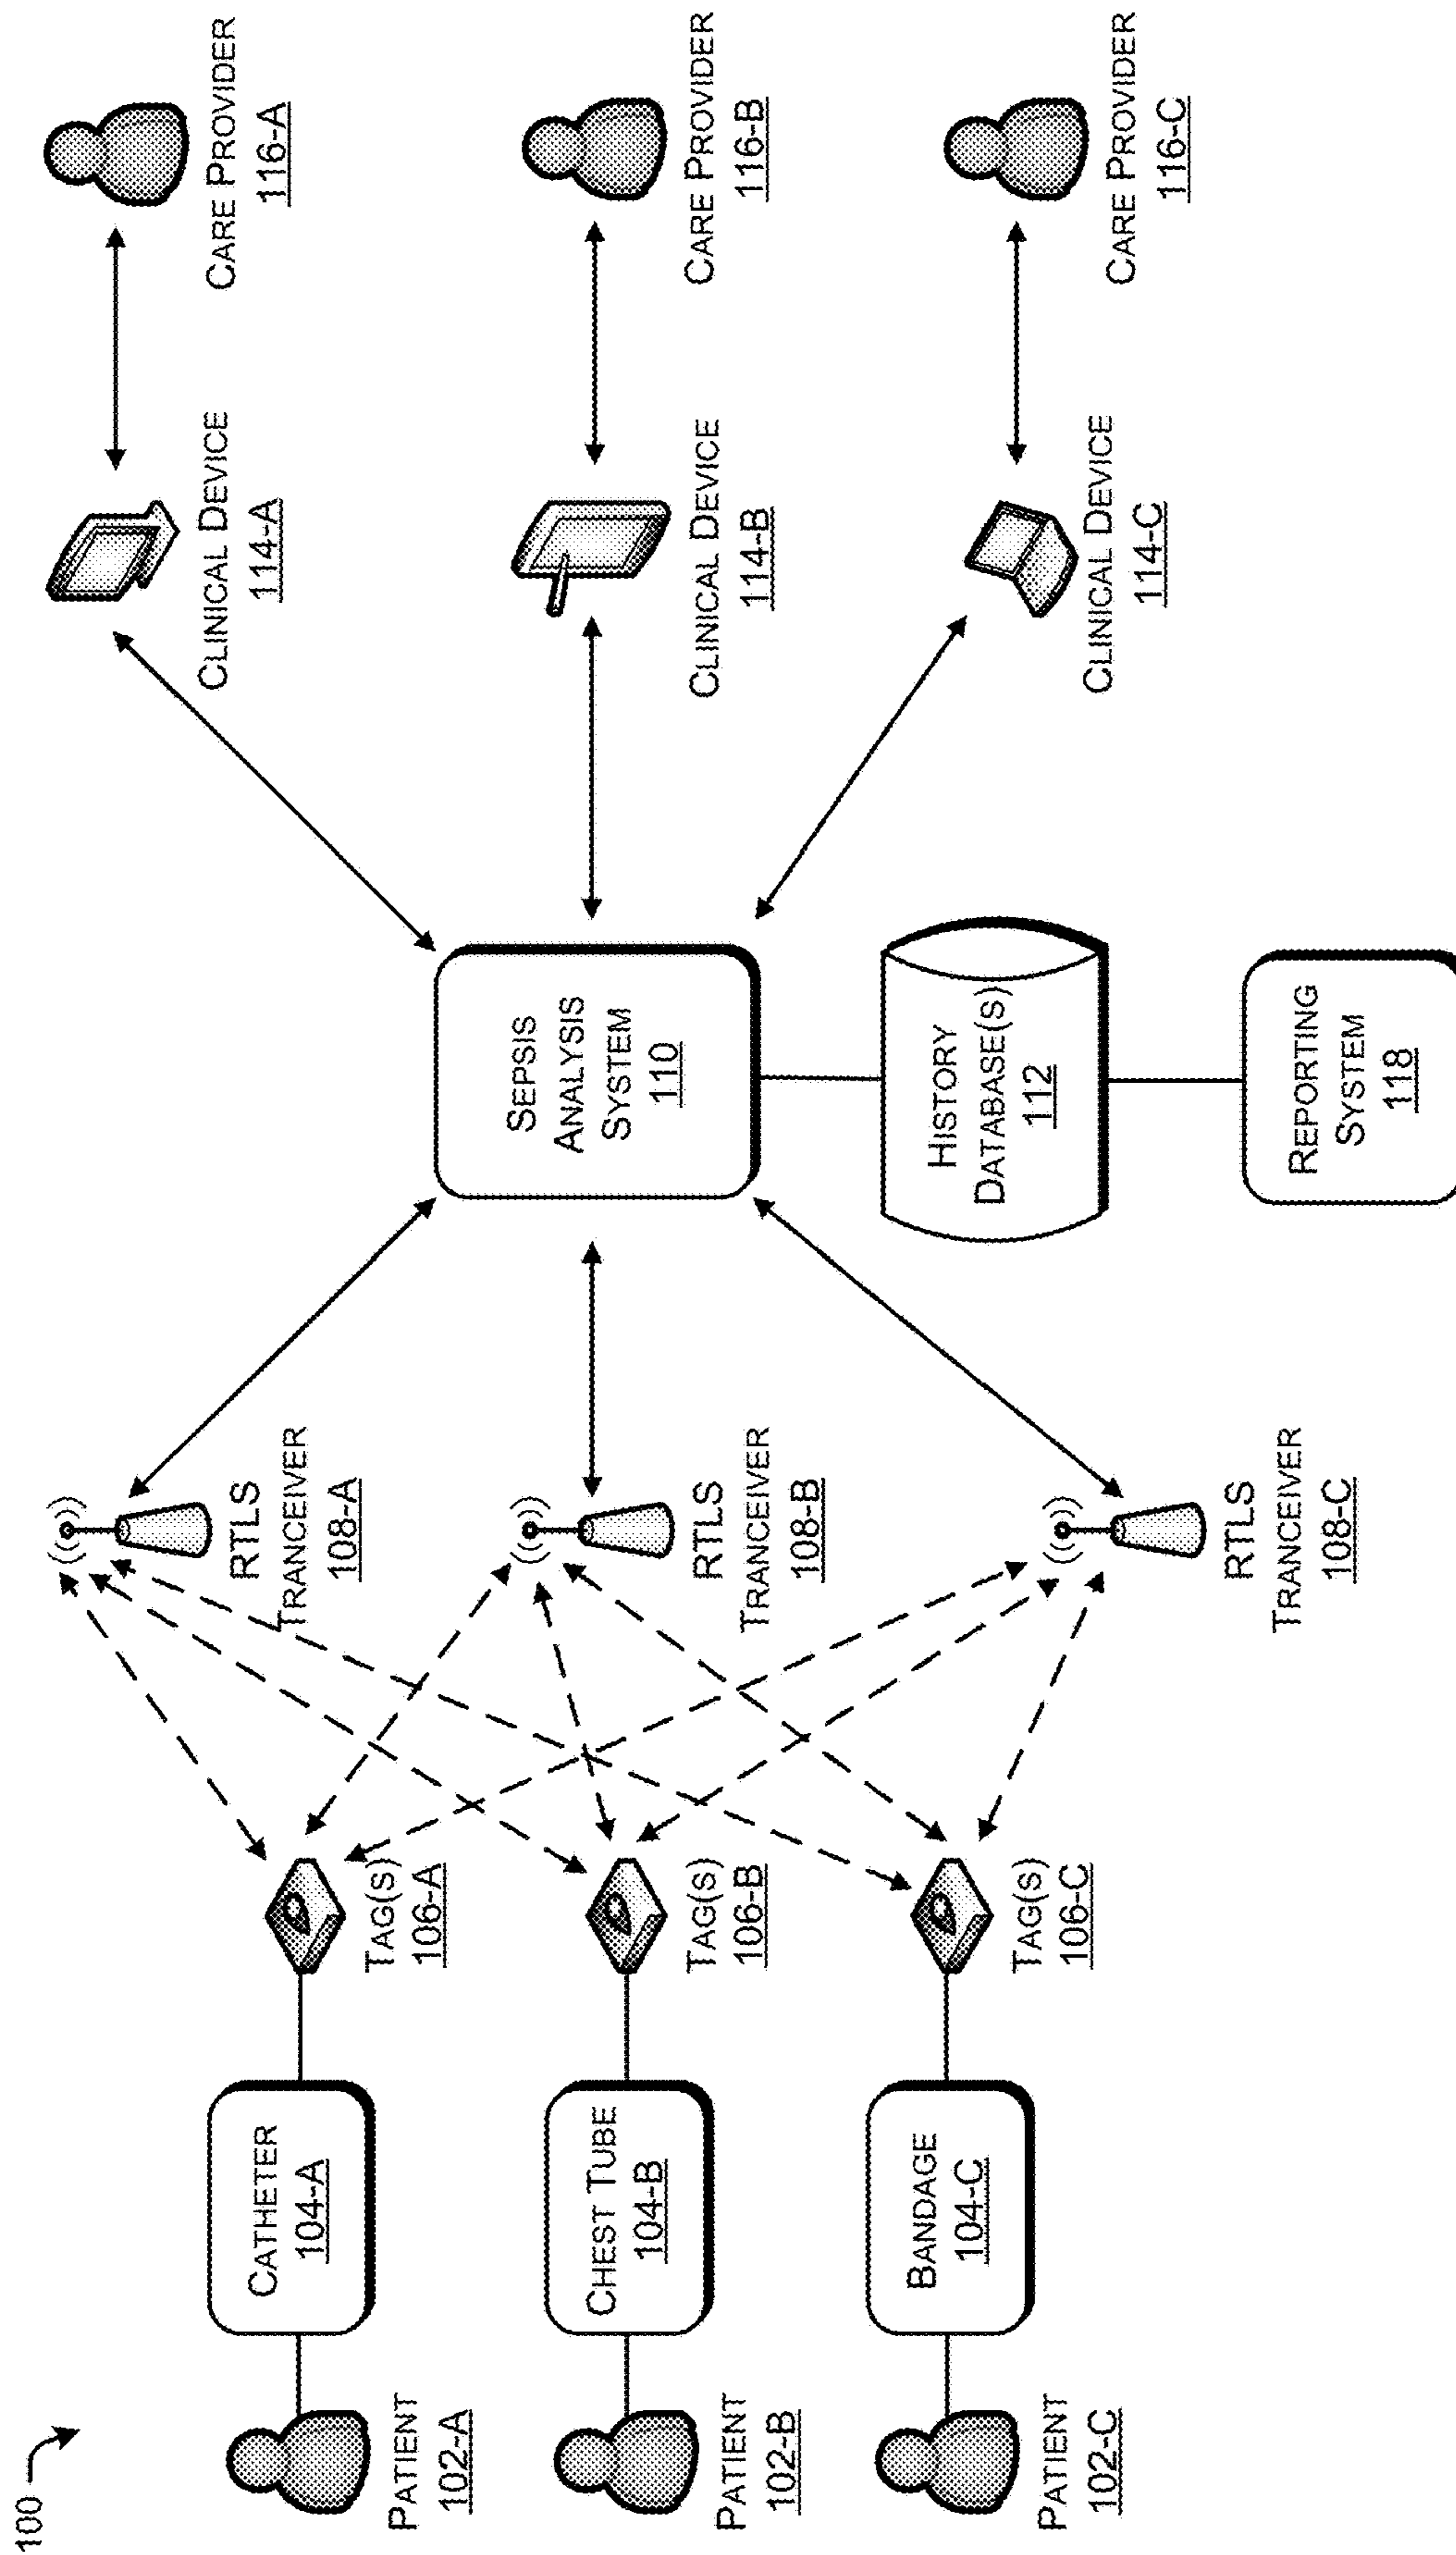 100
PATIENT
102-A
CATHETER
104-A
TAG(S)
106-A
RTLS
TRANCEIVER
108-A
CLINICAL DEVICE
114-A
CARE PROVIDER
116-A
PATIENT
102-B
CHEST TUBE
104-B
TAG(S)
106-B
RTLS
TRANCEIVER
108-B
SEPSIS
ANALYSIS
SYSTEM
110
CLINICAL DEVICE
114-B
CARE PROVIDER
116-B
PATIENT
102-C
BANDAGE
104-C
TAG(S)
106-C
RTLS
TRANCEIVER
108-C
HISTORY
DATABASE(S)
112
CLINICAL DEVICE
114-C
CARE PROVIDER
116-C
REPORTING
SYSTEM
118